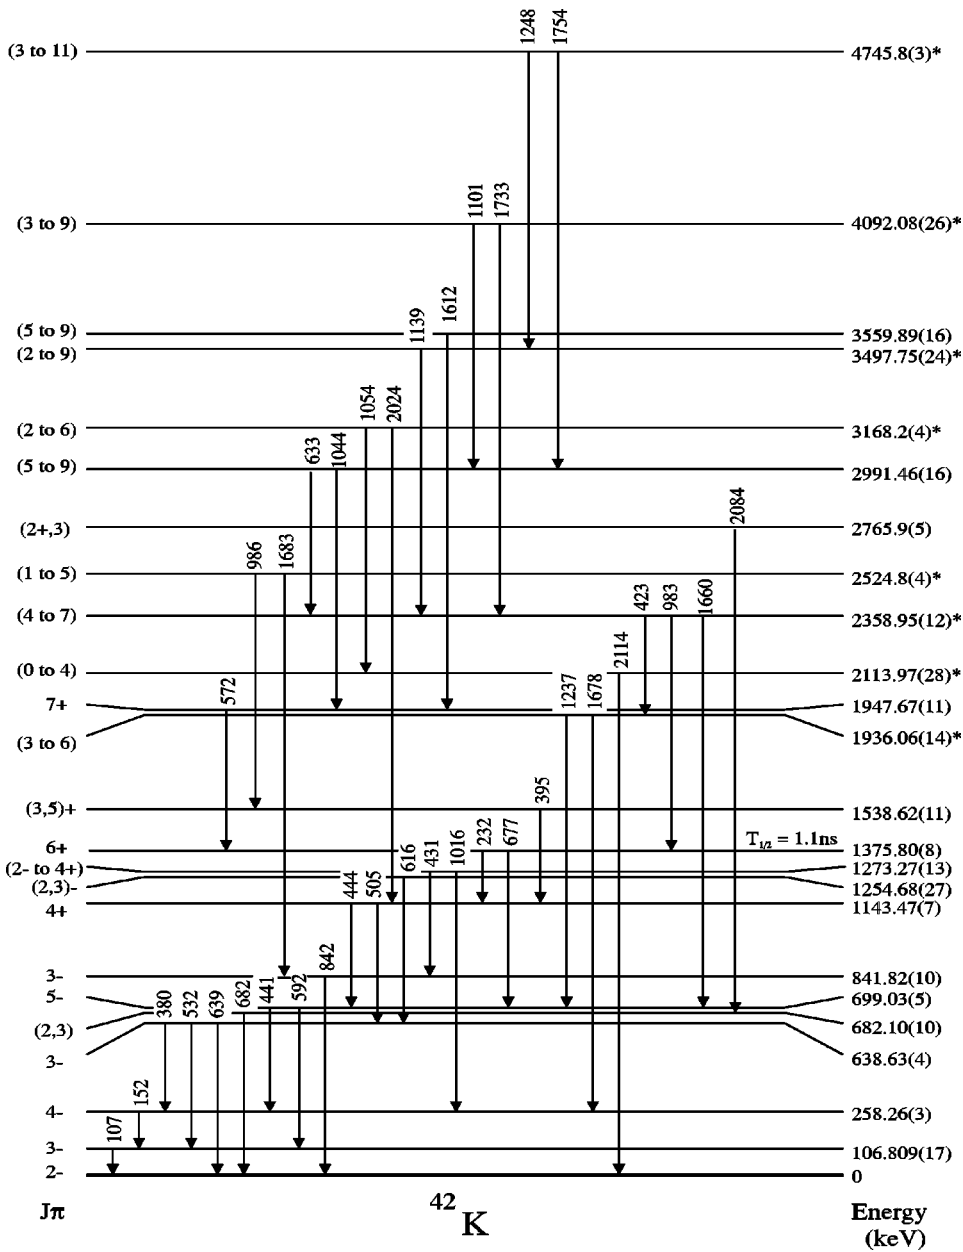 1248 1754
(3 to 11) 4745.8(3)*
1101 1733
(3 to 9) 4092.08(26)*
1139 1612
(5 to 9) 3559.89(16)
(2 to 9) 3497.75(24)*
1054 2024
(2 to 6) 3168.2(4)*
633 1044
(5 to 9) 2991.46(16)
2084
(2+,3) 2765.9(5)
986 1683
(1 to 5) 2524.8(4)*
423 983 1660
(4 to 7) 2358.95(12)*
2114
(0 to 4) 2113.97(28)*
572 1237 1678
7+ 1947.67(11)
(3 to 6) 1936.06(14)*
395
(3,5)+ 1538.62(11)
232 677
6+ T1/2 = 1.1ns 1375.80(8)
616 431 1016
(2- to 4+) 1273.27(13)
(2,3)- 1254.68(27)
444 505
4+ 1143.47(7)
842
3- 841.82(10)
5- 699.03(5)
380 532 639 682 441 592
(2,3) 682.10(10)
3- 638.63(4)
152
4- 258.26(3)
107
3- 106.809(17)
2- 0
Jπ 42K Energy
(keV)